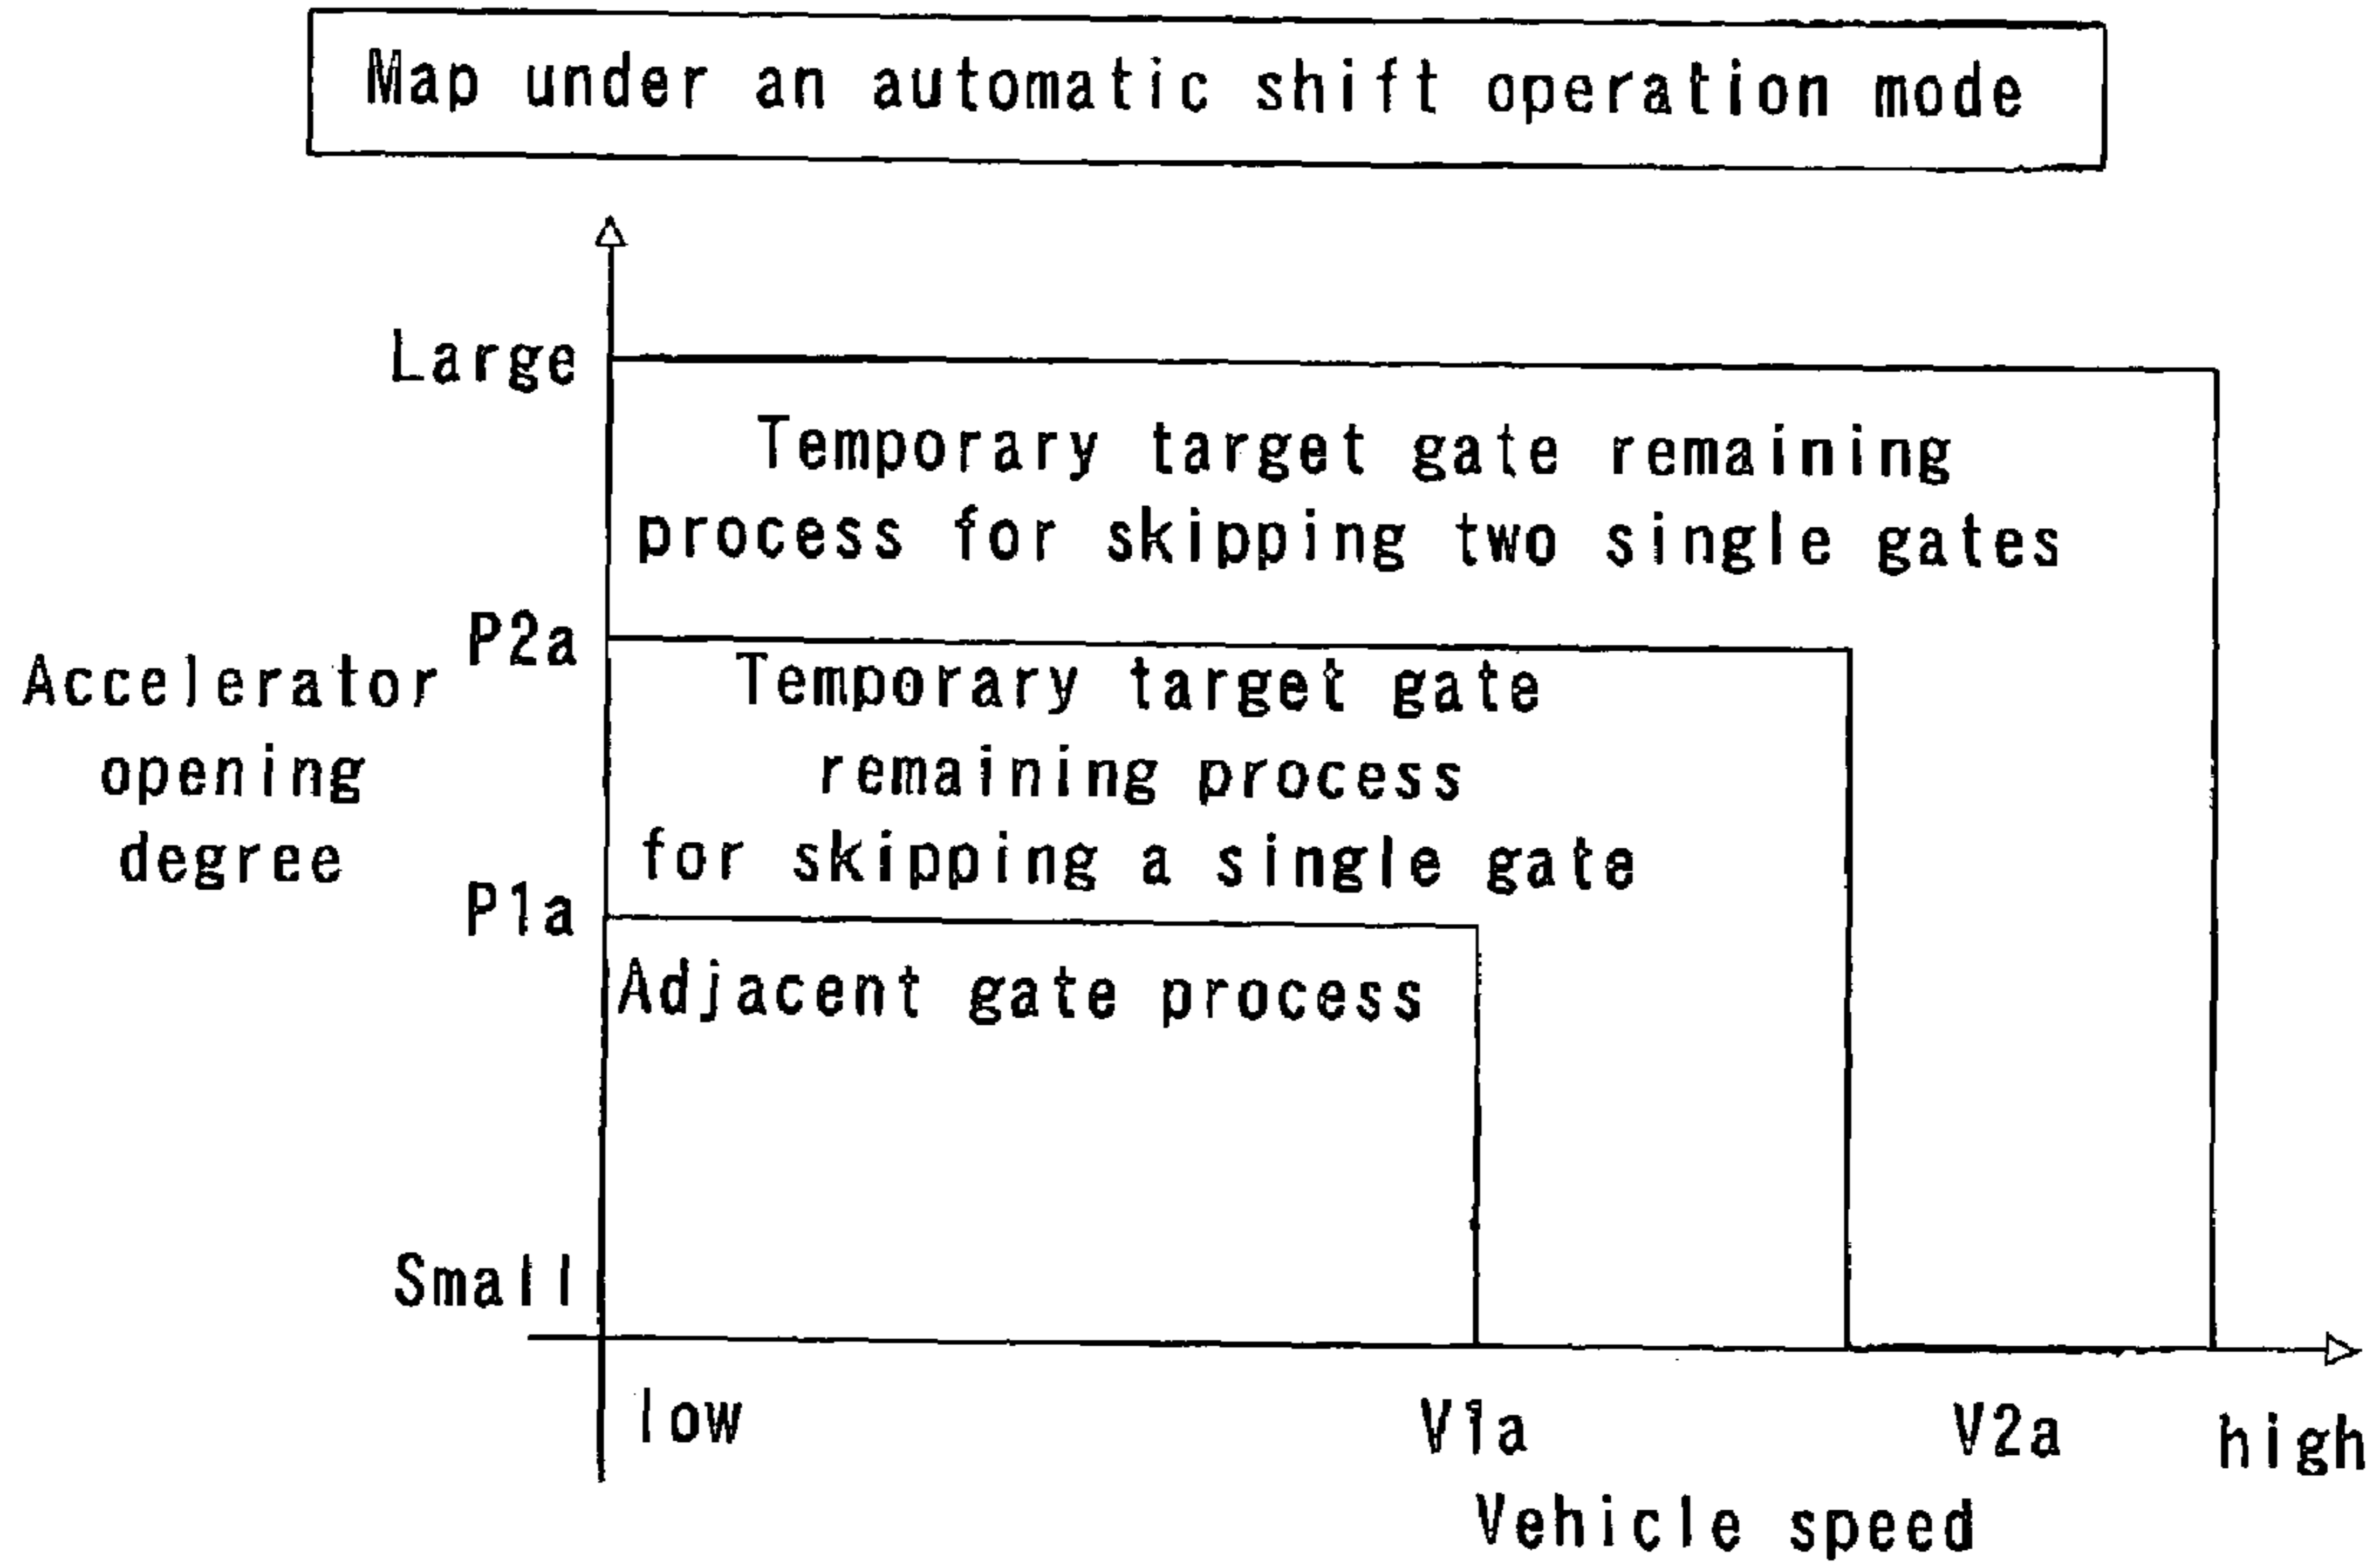 Map under an automatic shift operation mode
Large
Temporary target gate remaining
process for skipping two single gates
P2a
Accelerator
opening
degree
Temporary target gate
remaining process
for skipping a single gate
P1a
Adjacent gate process
Small
low
V1a
V2a
high
Vehicle speed